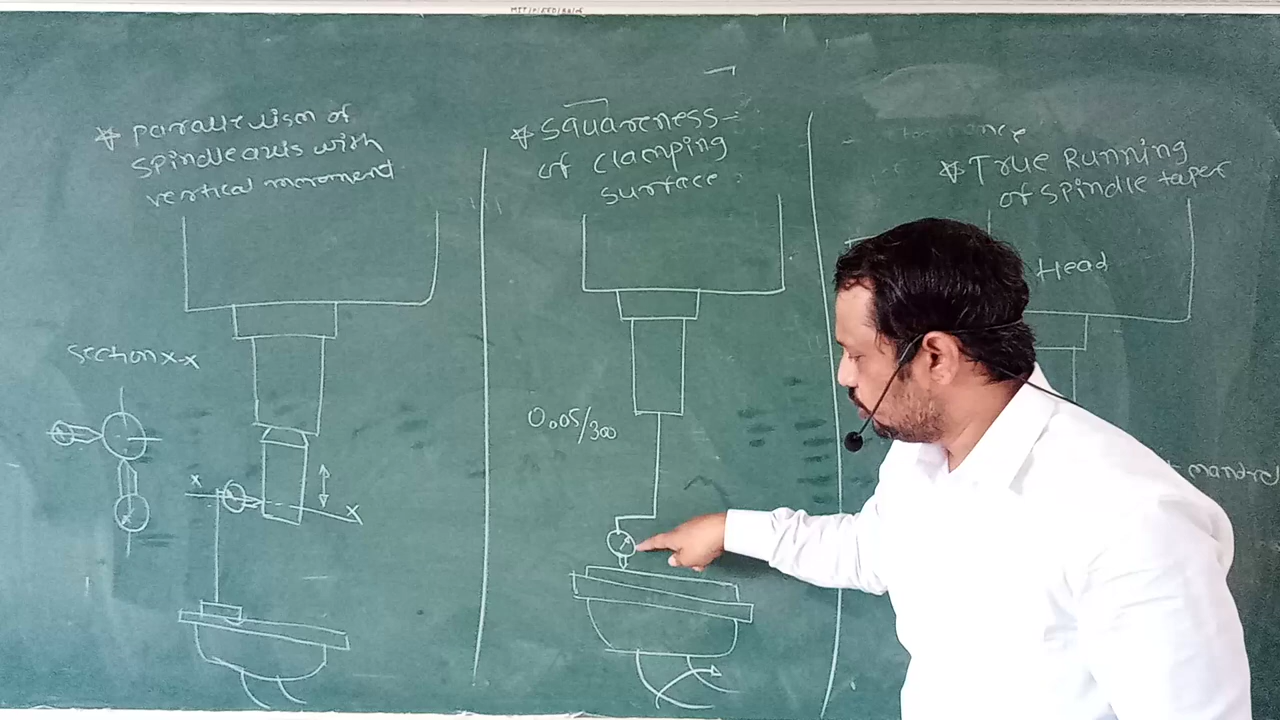 * Parallelism of
spindle axis with
vertical movement
section x-x
x
x
* Squareness
of clamping
surface
0.05/300
* True Running
of spindle taper
Head
mandrel